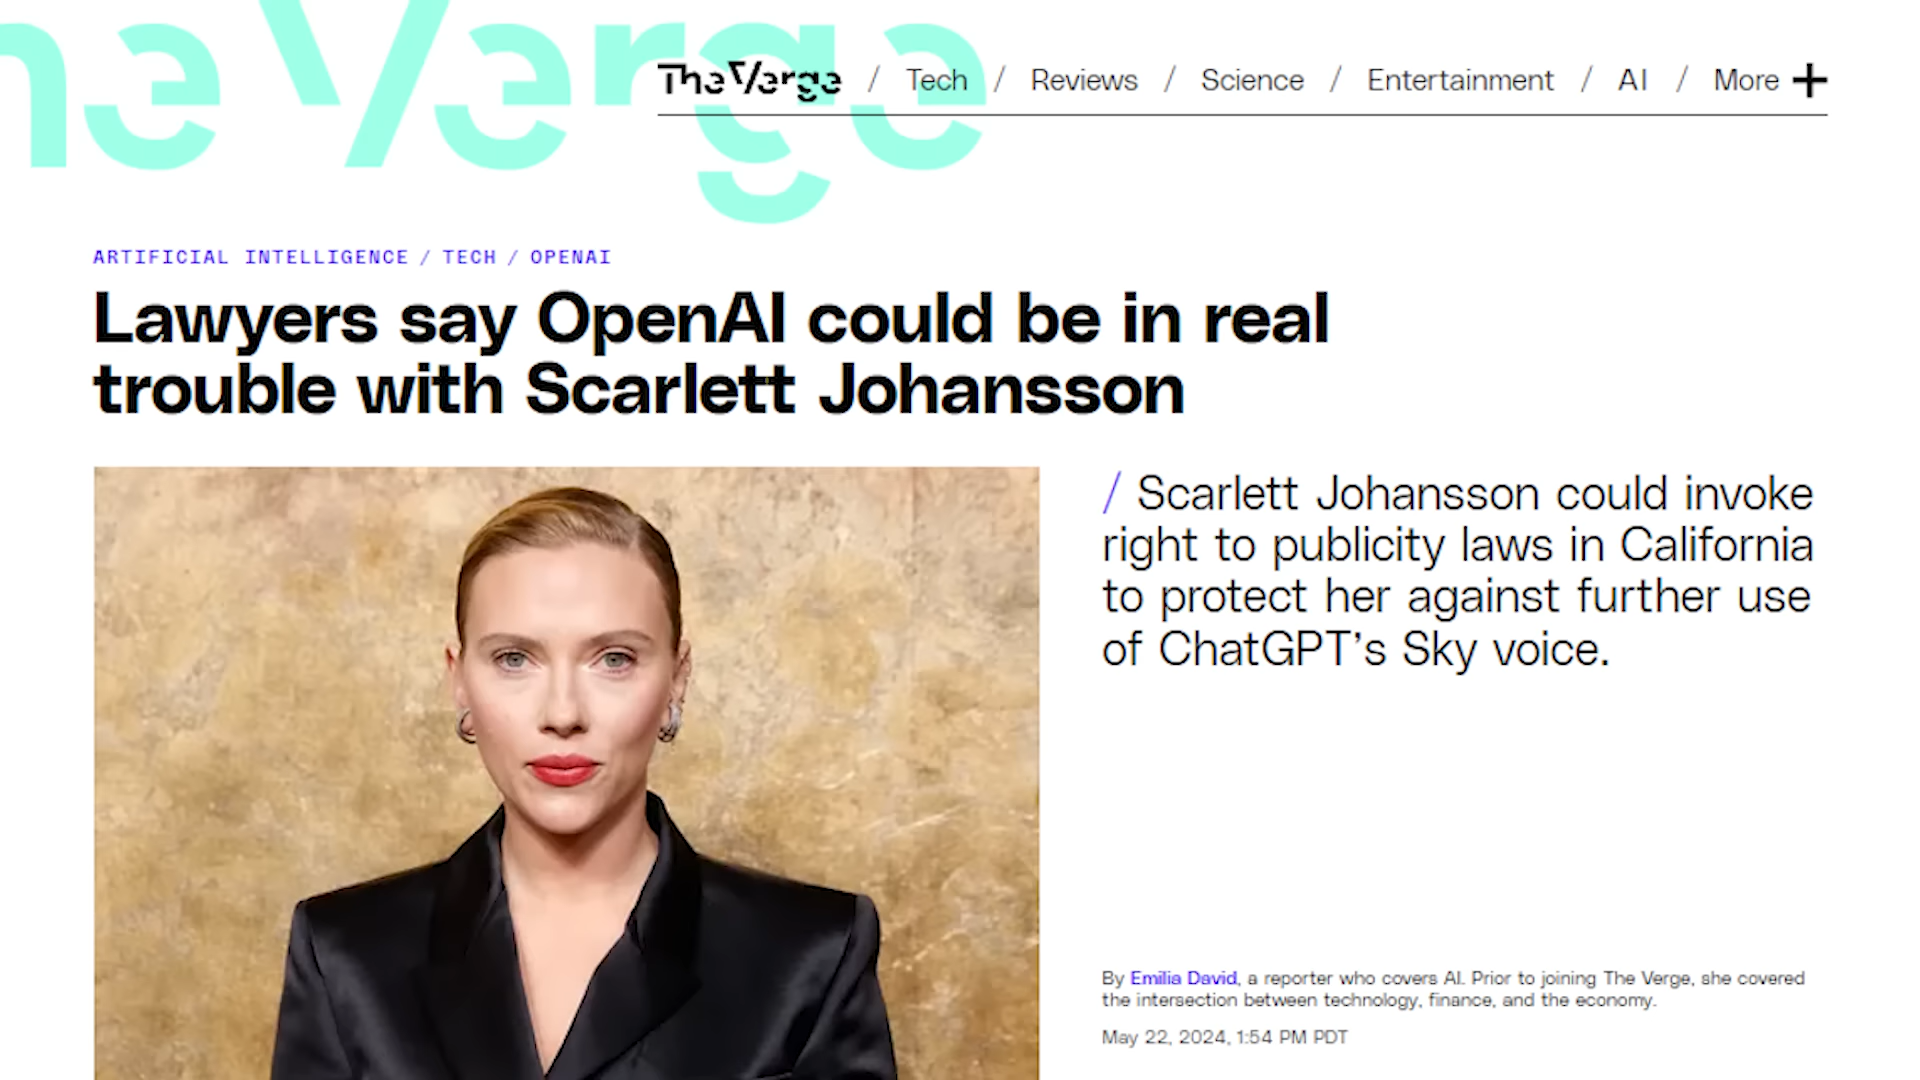 The Verge
The Verge / Tech / Reviews / Science / Entertainment / AI / More +
ARTIFICIAL INTELLIGENCE / TECH / OPENAI
Lawyers say OpenAI could be in real
trouble with Scarlett Johansson
/ Scarlett Johansson could invoke
right to publicity laws in California
to protect her against further use
of ChatGPT’s Sky voice.
By Emilia David, a reporter who covers AI. Prior to joining The Verge, she covered
the intersection between technology, finance, and the economy.
May 22, 2024, 1:54 PM PDT